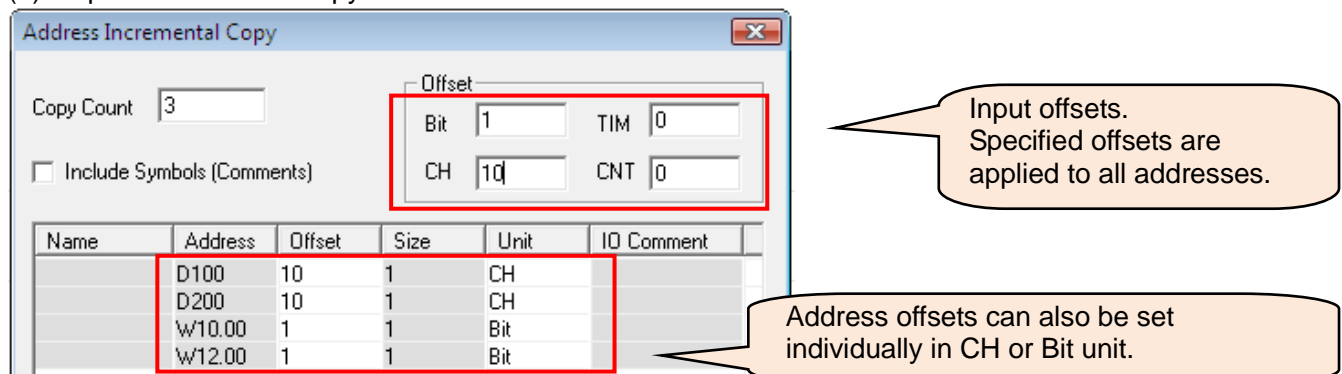 Address Incremental Copy
Copy Count 3
Offset
Bit 1 TIM 0
Include Symbols (Comments)
CH 10 CNT 0
Input offsets.
Specified offsets are
applied to all addresses.
Name Address Offset Size Unit IO Comment
D100 10 1 CH
D200 10 1 CH
W10.00 1 1 Bit
W12.00 1 1 Bit
Address offsets can also be set
individually in CH or Bit unit.